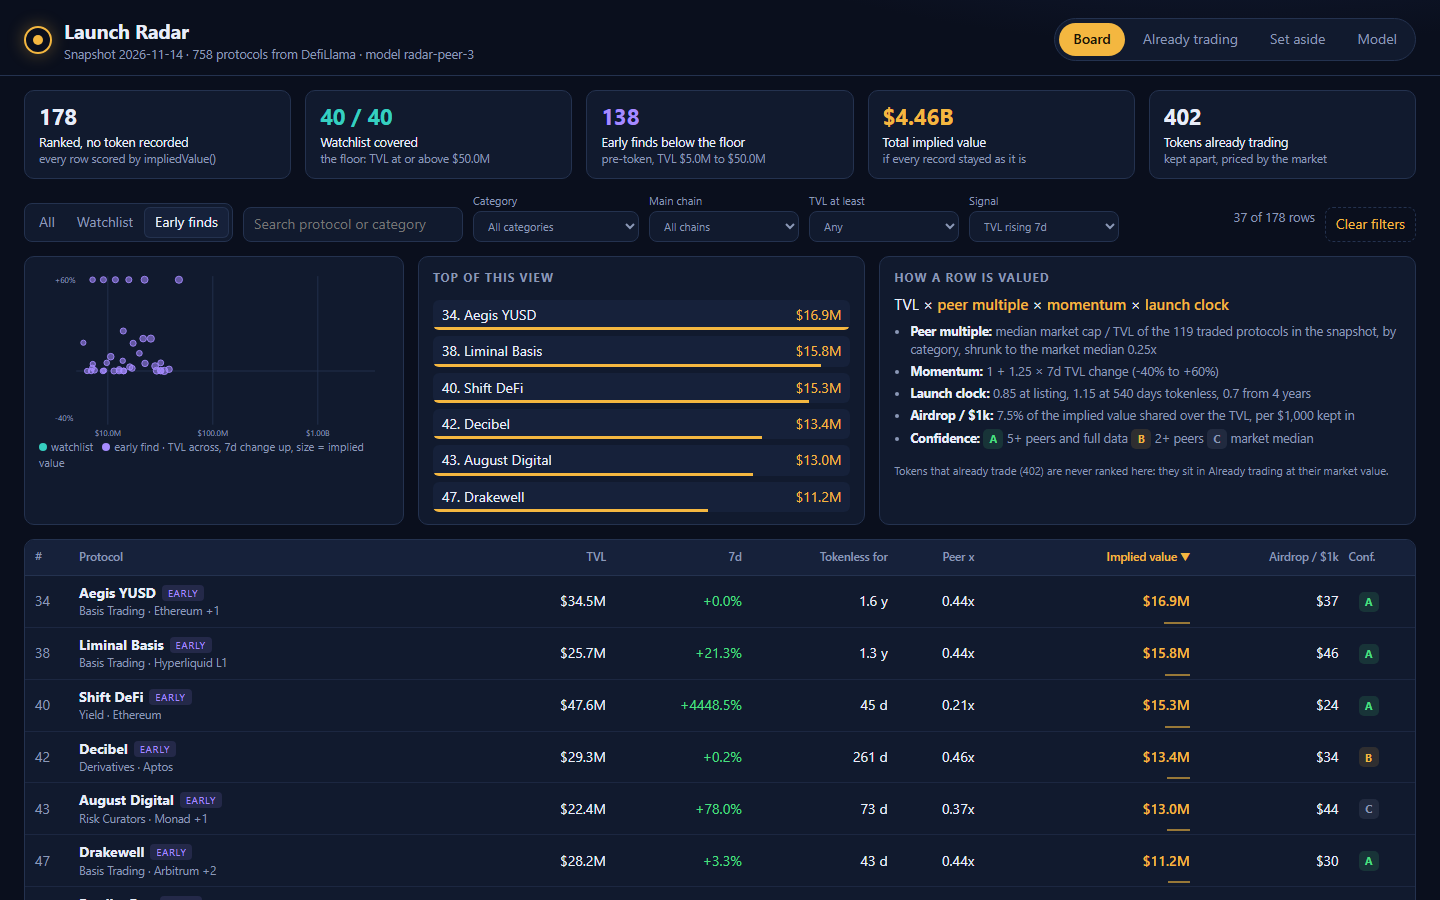 Launch Radar
Snapshot 2026-11-14 · 758 protocols from DefiLlama · model radar-peer-3
Board
Already trading
Set aside
Model
178
Ranked, no token recorded
every row scored by impliedValue()
40 / 40
Watchlist covered
the floor: TVL at or above $50.0M
138
Early finds below the floor
pre-token, TVL $5.0M to $50.0M
$4.46B
Total implied value
if every record stayed as it is
402
Tokens already trading
kept apart, priced by the market
All
Watchlist
Early finds
Search protocol or category
Category
All categories
Main chain
All chains
TVL at least
Any
Signal
TVL rising 7d
37 of 178 rows
Clear filters
+60%
-40%
$10.0M
$100.0M
$1.00B
watchlist
early find · TVL across, 7d change up, size = implied
value
TOP OF THIS VIEW
34. Aegis YUSD $16.9M
38. Liminal Basis $15.8M
40. Shift DeFi $15.3M
42. Decibel $13.4M
43. August Digital $13.0M
47. Drakewell $11.2M
HOW A ROW IS VALUED
TVL × peer multiple × momentum × launch clock
• Peer multiple: median market cap / TVL of the 119 traded protocols in the snapshot, by
category, shrunk to the market median 0.25x
• Momentum: 1 + 1.25 × 7d TVL change (-40% to +60%)
• Launch clock: 0.85 at listing, 1.15 at 540 days tokenless, 0.7 from 4 years
• Airdrop / $1k: 7.5% of the implied value shared over the TVL, per $1,000 kept in
• Confidence: A 5+ peers and full data B 2+ peers C market median
Tokens that already trade (402) are never ranked here: they sit in Already trading at their market value.
# Protocol TVL 7d Tokenless for Peer x Implied value ▼ Airdrop / $1k Conf.
34 Aegis YUSD EARLY $34.5M +0.0% 1.6 y 0.44x $16.9M $37 A
Basis Trading · Ethereum +1
38 Liminal Basis EARLY $25.7M +21.3% 1.3 y 0.44x $15.8M $46 A
Basis Trading · Hyperliquid L1
40 Shift DeFi EARLY $47.6M +4448.5% 45 d 0.21x $15.3M $24 A
Yield · Ethereum
42 Decibel EARLY $29.3M +0.2% 261 d 0.46x $13.4M $34 B
Derivatives · Aptos
43 August Digital EARLY $22.4M +78.0% 73 d 0.37x $13.0M $44 C
Risk Curators · Monad +1
47 Drakewell EARLY $28.2M +3.3% 43 d 0.44x $11.2M $30 A
Basis Trading · Arbitrum +2